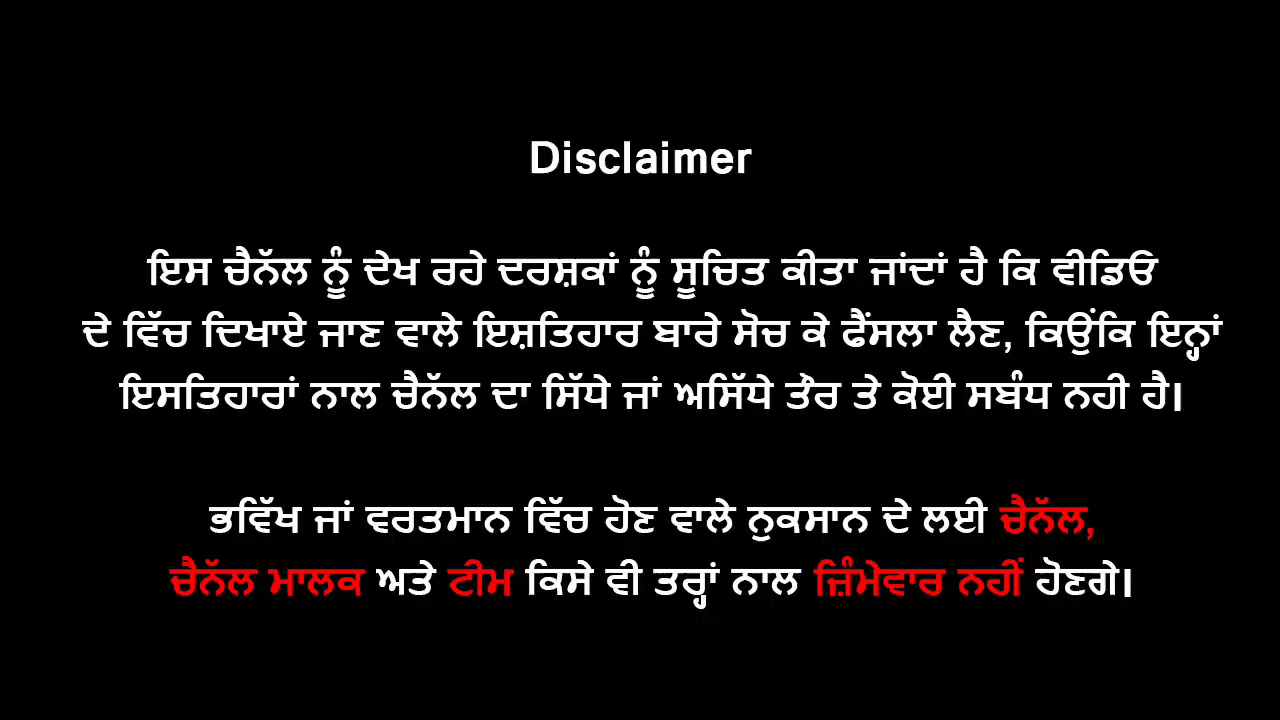 Disclaimer
ਇਸ ਚੈਨੱਲ ਨੂੰ ਦੇਖ ਰਹੇ ਦਰਸ਼ਕਾਂ ਨੂੰ ਸੂਚਿਤ ਕੀਤਾ ਜਾਂਦਾਂ ਹੈ ਕਿ ਵੀਡਿਓ
ਦੇ ਵਿੱਚ ਦਿਖਾਏ ਜਾਣ ਵਾਲੇ ਇਸ਼ਤਿਹਾਰ ਬਾਰੇ ਸੋਚ ਕੇ ਫੈਂਸਲਾ ਲੈਣ, ਕਿਉਂਕਿ ਇਨ੍ਹਾਂ
ਇਸਤਿਹਾਰਾਂ ਨਾਲ ਚੈਨੱਲ ਦਾ ਸਿੱਧੇ ਜਾਂ ਅਸਿੱਧੇ ਤੌਰ ਤੇ ਕੋਈ ਸਬੰਧ ਨਹੀ ਹੈ।
ਭਵਿੱਖ ਜਾਂ ਵਰਤਮਾਨ ਵਿੱਚ ਹੋਣ ਵਾਲੇ ਨੁਕਸਾਨ ਦੇ ਲਈ ਚੈਨੱਲ,
ਚੈਨੱਲ ਮਾਲਕ ਅਤੇ ਟੀਮ ਕਿਸੇ ਵੀ ਤਰ੍ਹਾਂ ਨਾਲ ਜ਼ਿੰਮੇਵਾਰ ਨਹੀਂ ਹੋਣਗੇ।